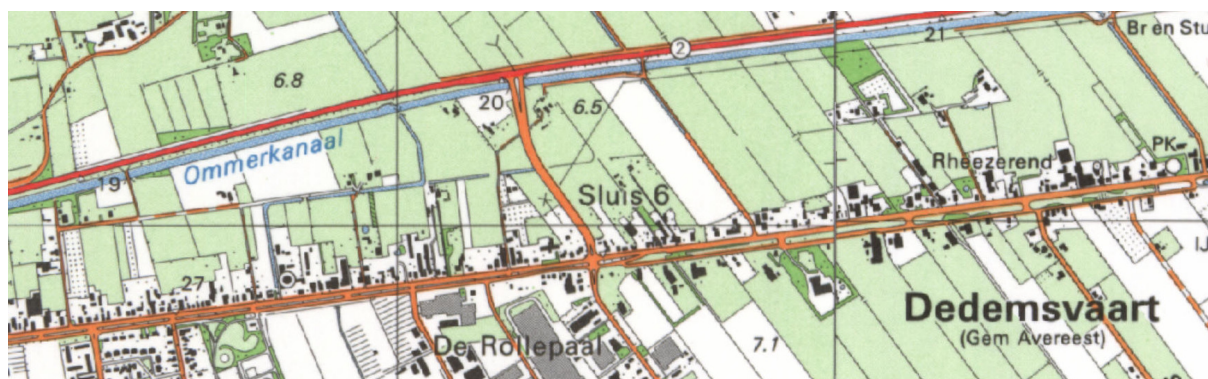 Br en Stu
21
2
6.8
20
6.5
Ommerkanaal
19
PK
Rheezerend
Sluis 6
IJ
27
Dedemsvaart
(Gem Avereest)
De Rollepaal
7.1